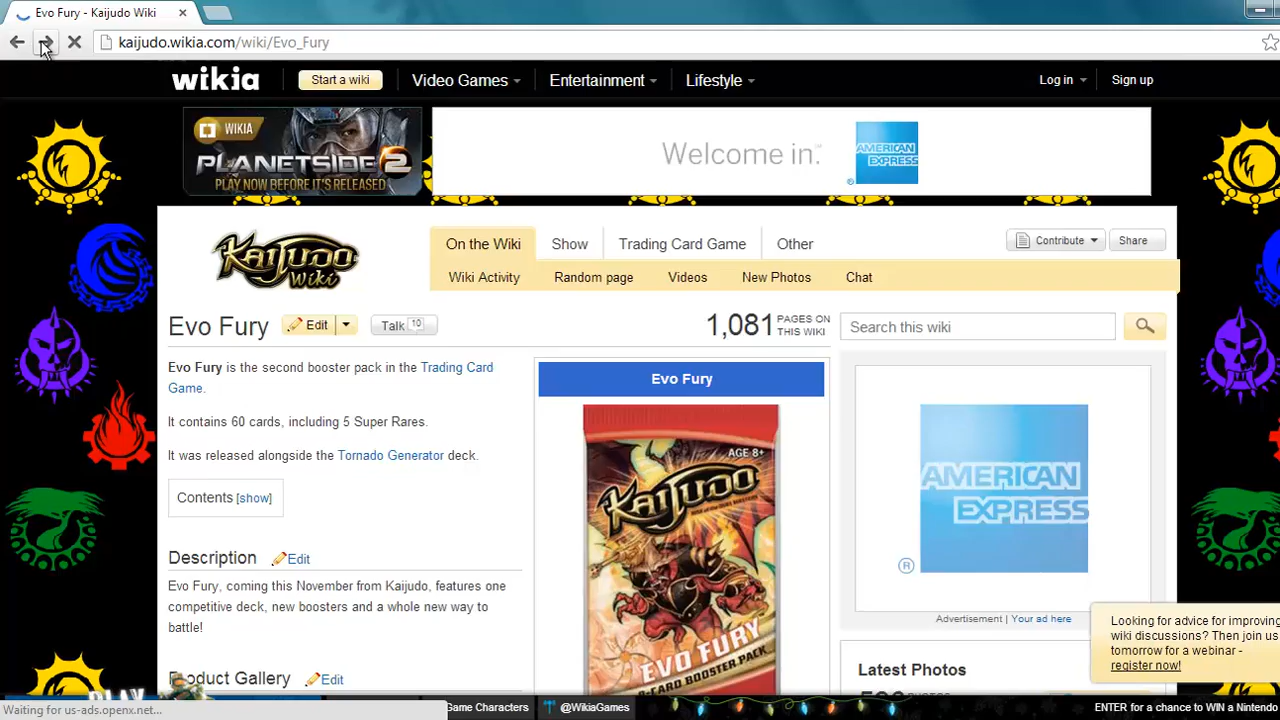 Evo Fury - Kaijudo Wiki
kaijudo.wikia.com/wiki/Evo_Fury
wikia
Start a wiki
Video Games
Entertainment
Lifestyle
Log in
Sign up
WIKIA
PLANETSIDE 2
PLAY NOW BEFORE IT'S RELEASED
Welcome in.℠
AMERICAN EXPRESS
®
KAIJUDO
Wiki
On the Wiki
Show
Trading Card Game
Other
Contribute
Share
Wiki Activity
Random page
Videos
New Photos
Chat
Evo Fury
Edit
Talk 10
1,081 PAGES ON THIS WIKI
Search this wiki
Evo Fury is the second booster pack in the Trading Card
Game.
It contains 60 cards, including 5 Super Rares.
It was released alongside the Tornado Generator deck.
Contents [show]
Description
Edit
Evo Fury, coming this November from Kaijudo, features one
competitive deck, new boosters and a whole new way to
battle!
Product Gallery
Edit
Evo Fury
AGE 8+
KAIJUDO
EVO FURY
-CARD BOOSTER PACK
AMERICAN
EXPRESS
®
Advertisement | Your ad here
Latest Photos
Looking for advice for improving
wiki discussions? Then join us
tomorrow for a webinar -
register now!
PLAY
Waiting for us-ads.openx.net...
Game Characters
@WikiaGames
ENTER for a chance to WIN a Nintendo